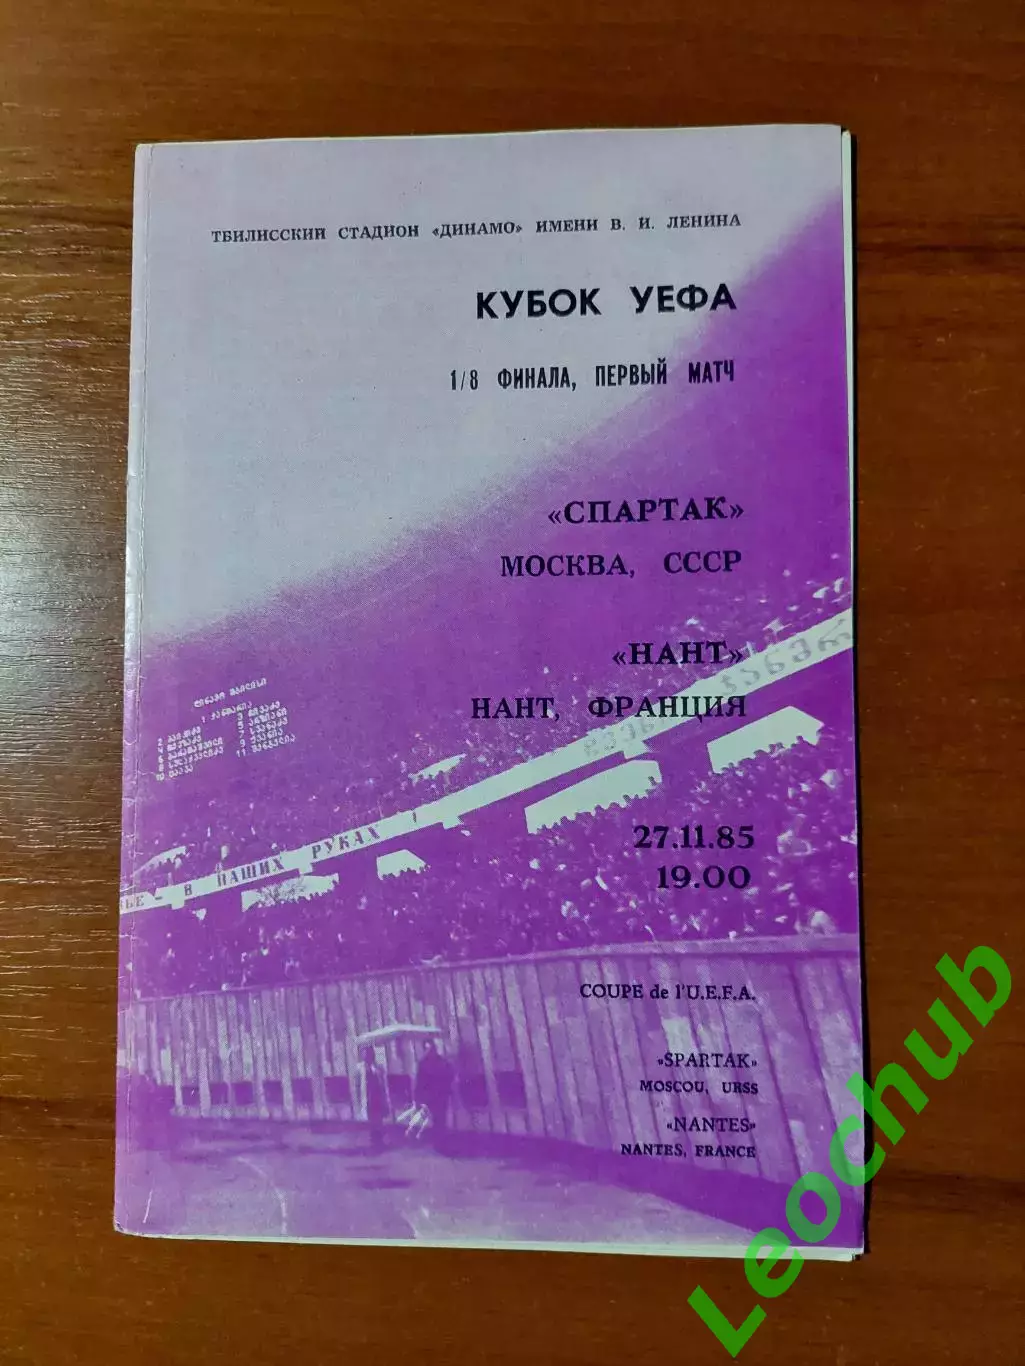 ТБИЛИССКИЙ СТАДИОН «ДИНАМО» ИМЕНИ В. И. ЛЕНИНА
КУБОК УЕФА
1/8 ФИНАЛА, ПЕРВЫЙ МАТЧ
«СПАРТАК»
МОСКВА, СССР
«НАНТ»
НАНТ, ФРАНЦИЯ
В НАШИХ РУКАХ !
27.11.85
19.00
COUPE de l'U.E.F.A.
«SPARTAK»
MOSCOU, URSS
«NANTES»
NANTES, FRANCE
Leochub